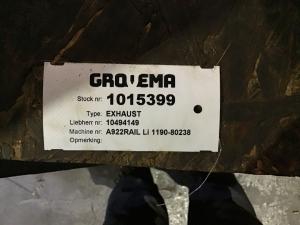 GROVEMA
Stock nr: 1015399
Type: EXHAUST
Liebherr nr: 10494149
Machine nr: A922RAIL Li 1190-80238
Opmerking: